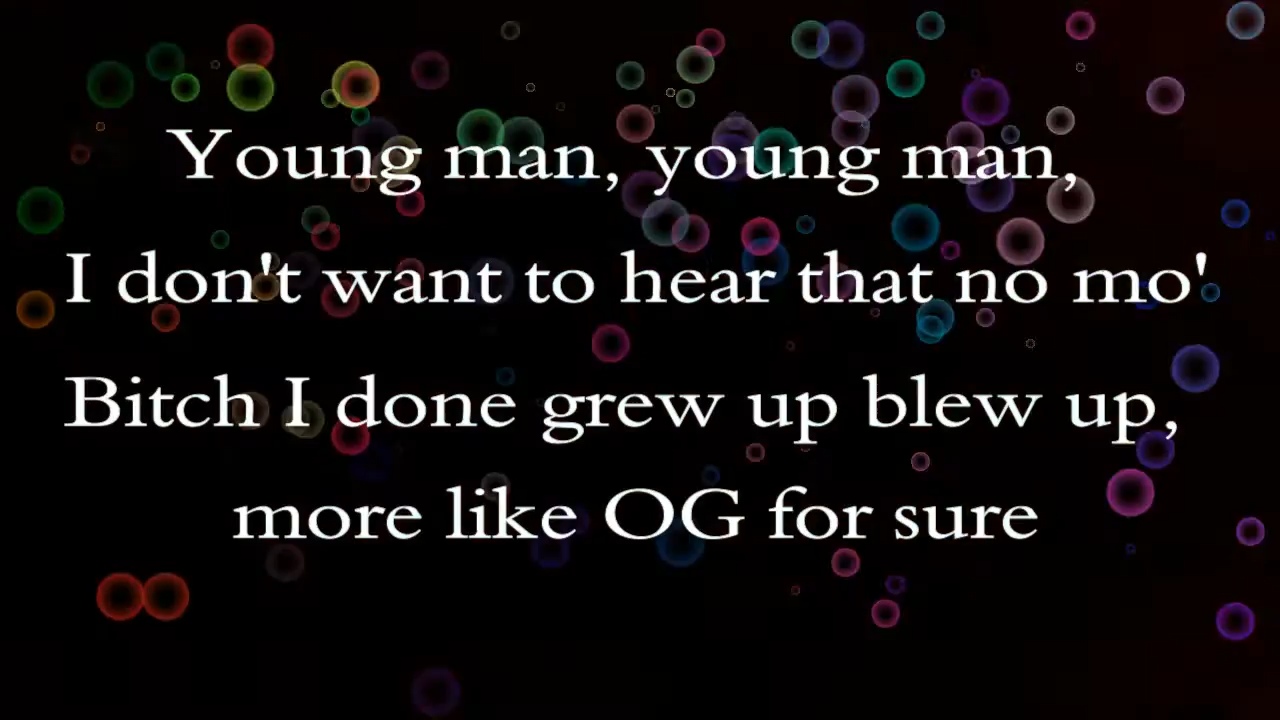 Young man, young man,
I don't want to hear that no mo'
Bitch I done grew up blew up,
more like OG for sure